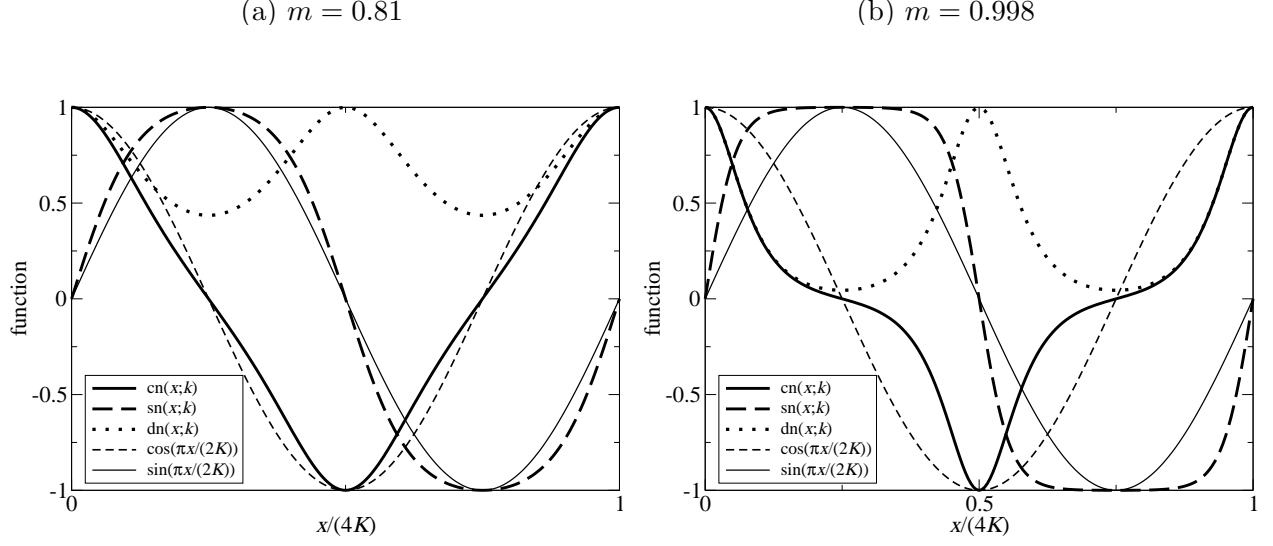 (a) m = 0.81
1
0.5
0
-0.5
-1
function
cn(x;k)
sn(x;k)
dn(x;k)
cos(πx/(2K))
sin(πx/(2K))
0
1
x/(4K)
(b) m = 0.998
1
0.5
0
-0.5
-1
function
cn(x;k)
sn(x;k)
dn(x;k)
cos(πx/(2K))
sin(πx/(2K))
0
0.5
1
x/(4K)